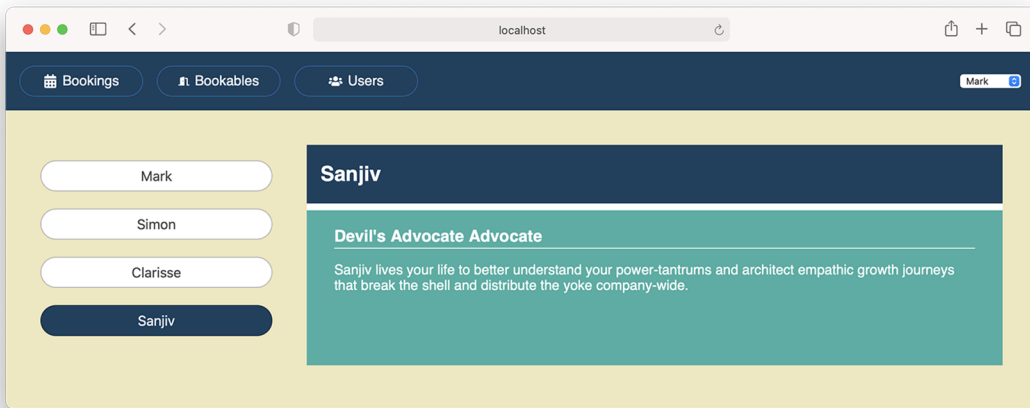 localhost
Bookings
Bookables
Users
Mark
Mark
Simon
Clarisse
Sanjiv
Sanjiv
Devil's Advocate Advocate
Sanjiv lives your life to better understand your power-tantrums and architect empathic growth journeys
that break the shell and distribute the yoke company-wide.